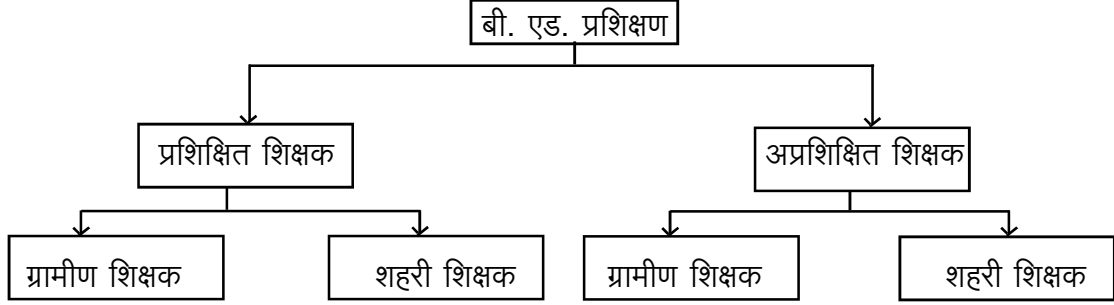 बी. एड. प्रशिक्षण
प्रशिक्षित शिक्षक
अप्रशिक्षित शिक्षक
ग्रामीण शिक्षक
शहरी शिक्षक
ग्रामीण शिक्षक
शहरी शिक्षक